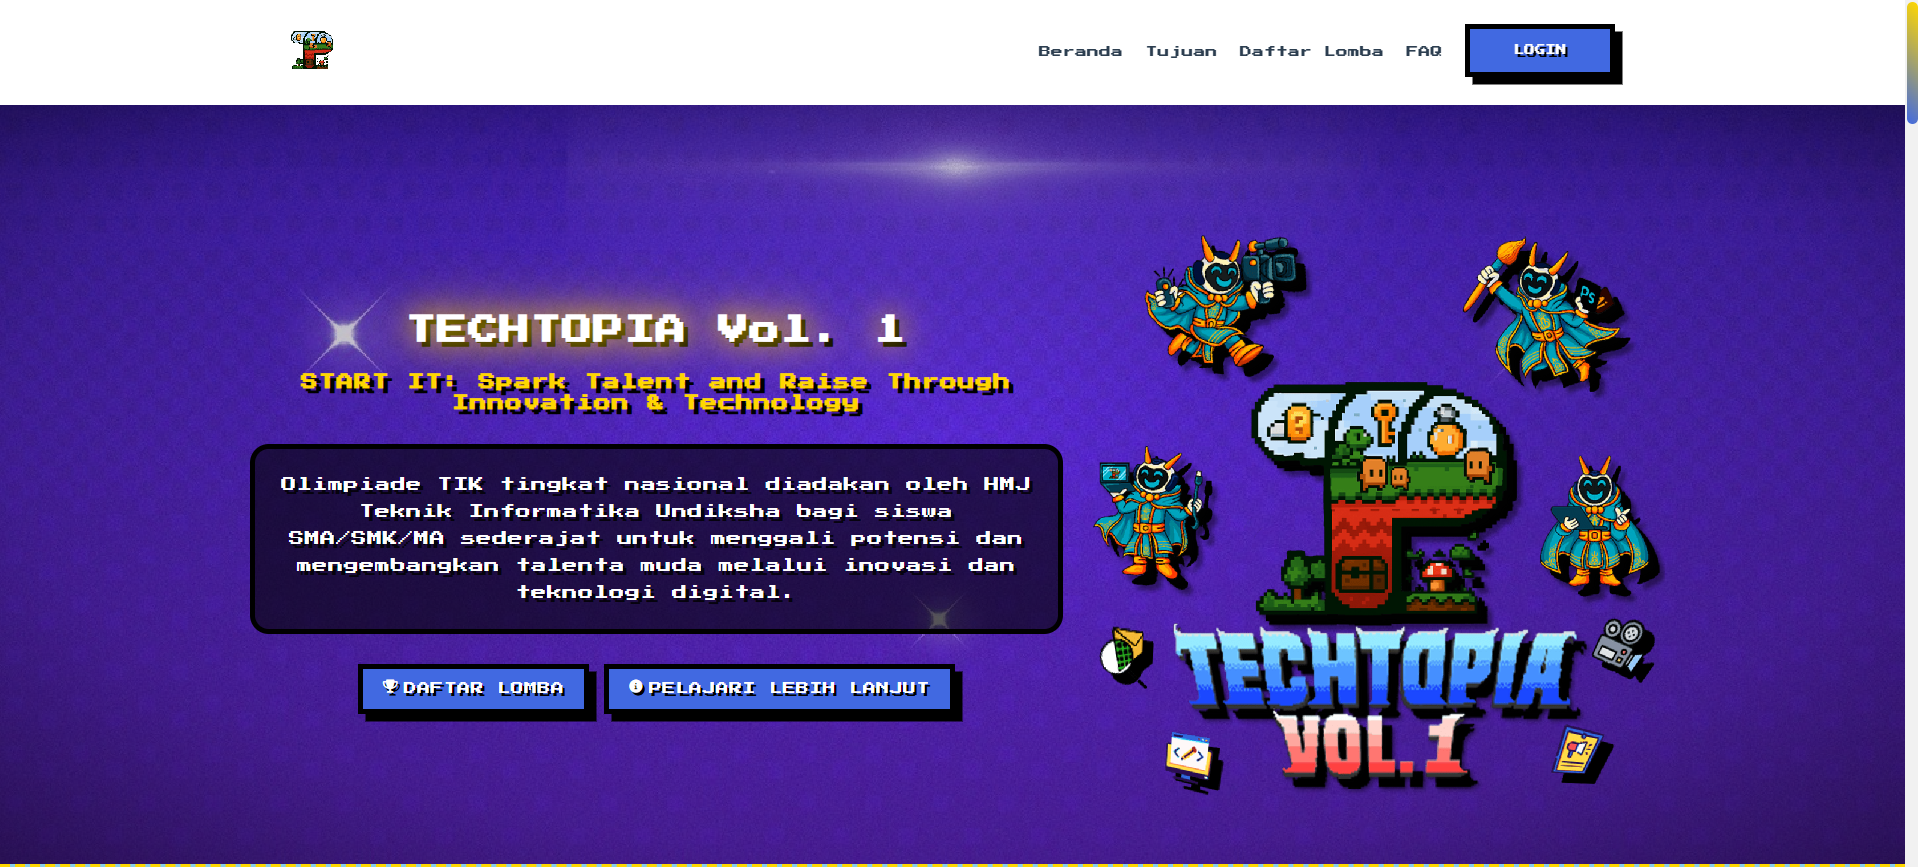 Beranda Tujuan Daftar Lomba FAQ LOGIN
TECHTOPIA Vol. 1
START IT: Spark Talent and Raise Through
Innovation & Technology
Olimpiade TIK tingkat nasional diadakan oleh HMJ
Teknik Informatika Undiksha bagi siswa
SMA/SMK/MA sederajat untuk menggali potensi dan
mengembangkan talenta muda melalui inovasi dan
teknologi digital.
DAFTAR LOMBA PELAJARI LEBIH LANJUT
Ps
TECHTOPIA
VOL.1